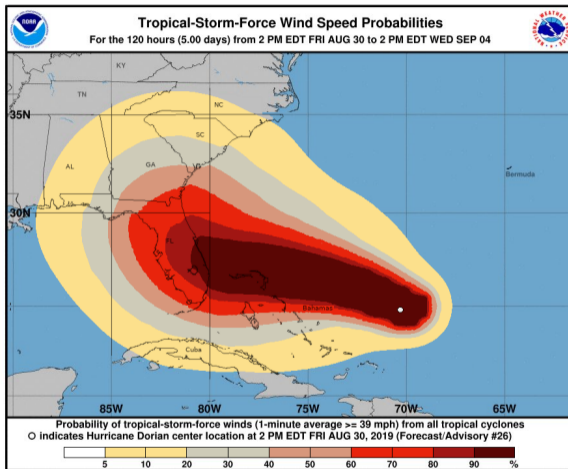 Tropical-Storm-Force Wind Speed Probabilities
For the 120 hours (5.00 days) from 2 PM EDT FRI AUG 30 to 2 PM EDT WED SEP 04
NOAA
KY
TN
NC
35N
SC
AL
GA
Bermuda
30N
FL
Bahamas
Cuba
85W 80W 75W 70W 65W
Probability of tropical-storm-force winds (1-minute average >= 39 mph) from all tropical cyclones
indicates Hurricane Dorian center location at 2 PM EDT FRI AUG 30, 2019 (Forecast/Advisory #26)
5 10 20 30 40 50 60 70 80 90 %